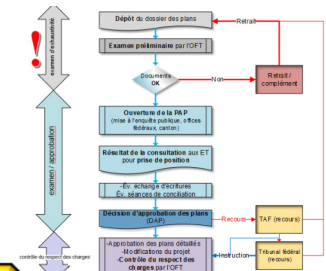 Dépôt du dossier des plans
Retrait
examen d'exhaustivité
Examen préliminaire par l'OFT
Documents
OK
Non
Retrait /
complément
Ouverture de la PAP
(mise à l'enquête publique, offices
fédéraux, canton)
examen / approbation
Résultat de la consultation aux ET
pour prise de position
-Év. échange d'écritures
Év. séances de conciliation
Décision d'approbation des plans
(DAP)
Recours
TAF (recours)
contrôle du respect des charges
-Approbation des plans détaillés
-Modifications du projet
-Contrôle du respect des
charges par l'OFT
Instruction
Tribunal fédéral
(recours)